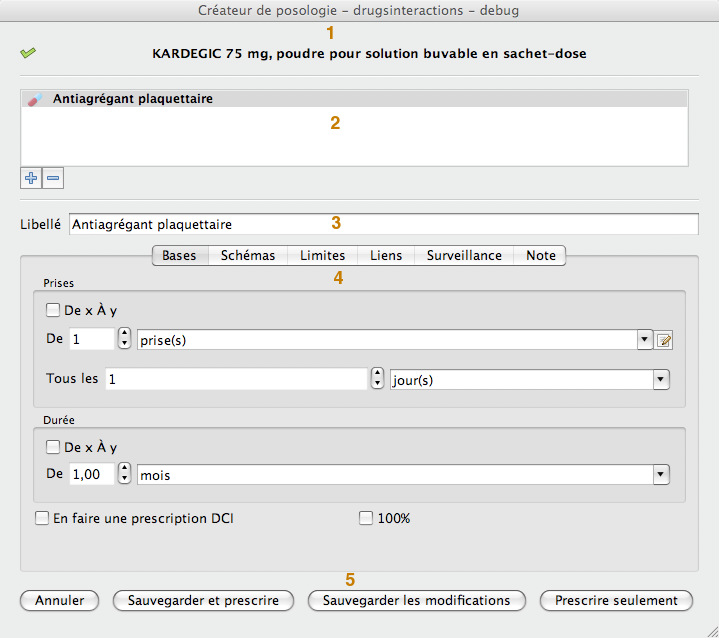 Créateur de posologie - drugsinteractions - debug
1
KARDEGIC 75 mg, poudre pour solution buvable en sachet-dose
Antiagrégant plaquettaire
2
Libellé Antiagrégant plaquettaire 3
Bases Schémas Limites Liens Surveillance Note
4
Prises
De x À y
De 1 prise(s)
Tous les 1 jour(s)
Durée
De x À y
De 1,00 mois
En faire une prescription DCI 100%
5
Annuler Sauvegarder et prescrire Sauvegarder les modifications Prescrire seulement